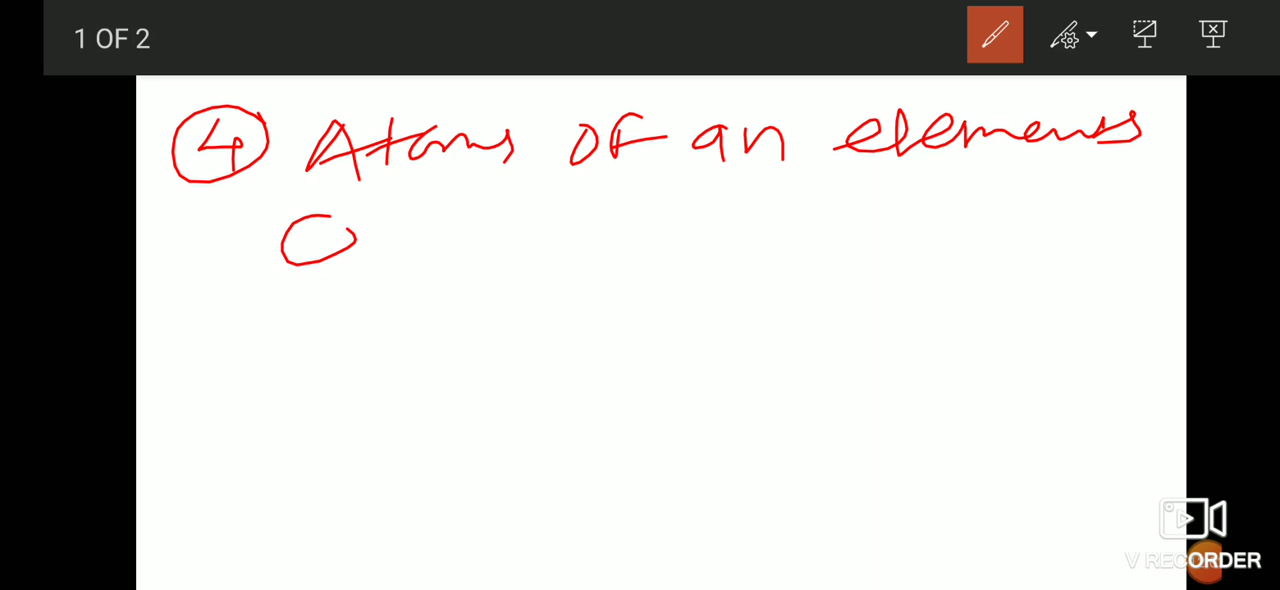 1 OF 2
④ Atoms of an elements
V RECORDER